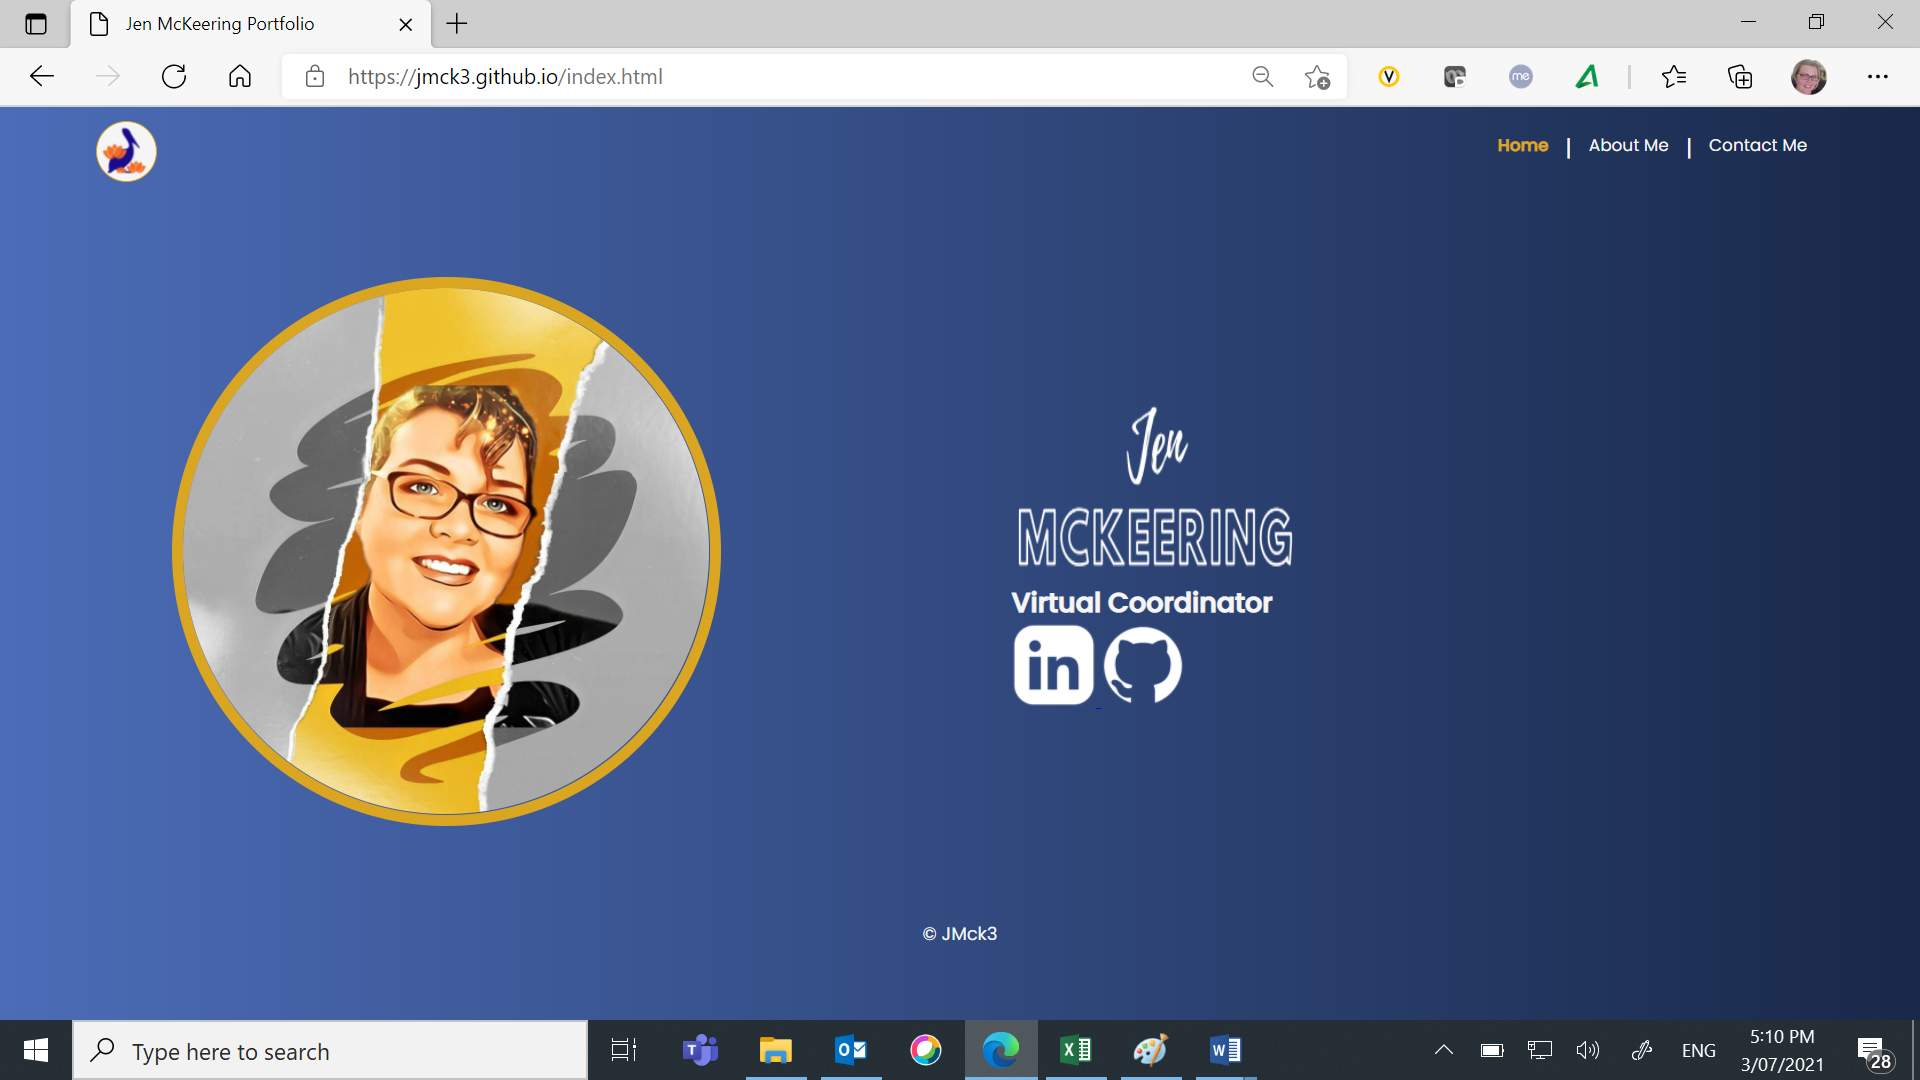 Jen McKeering Portfolio
https://jmck3.github.io/index.html
V
me
Home | About Me | Contact Me
Jen
MCKEERING
Virtual Coordinator
in
© JMck3
Type here to search
ENG
5:10 PM
3/07/2021
28